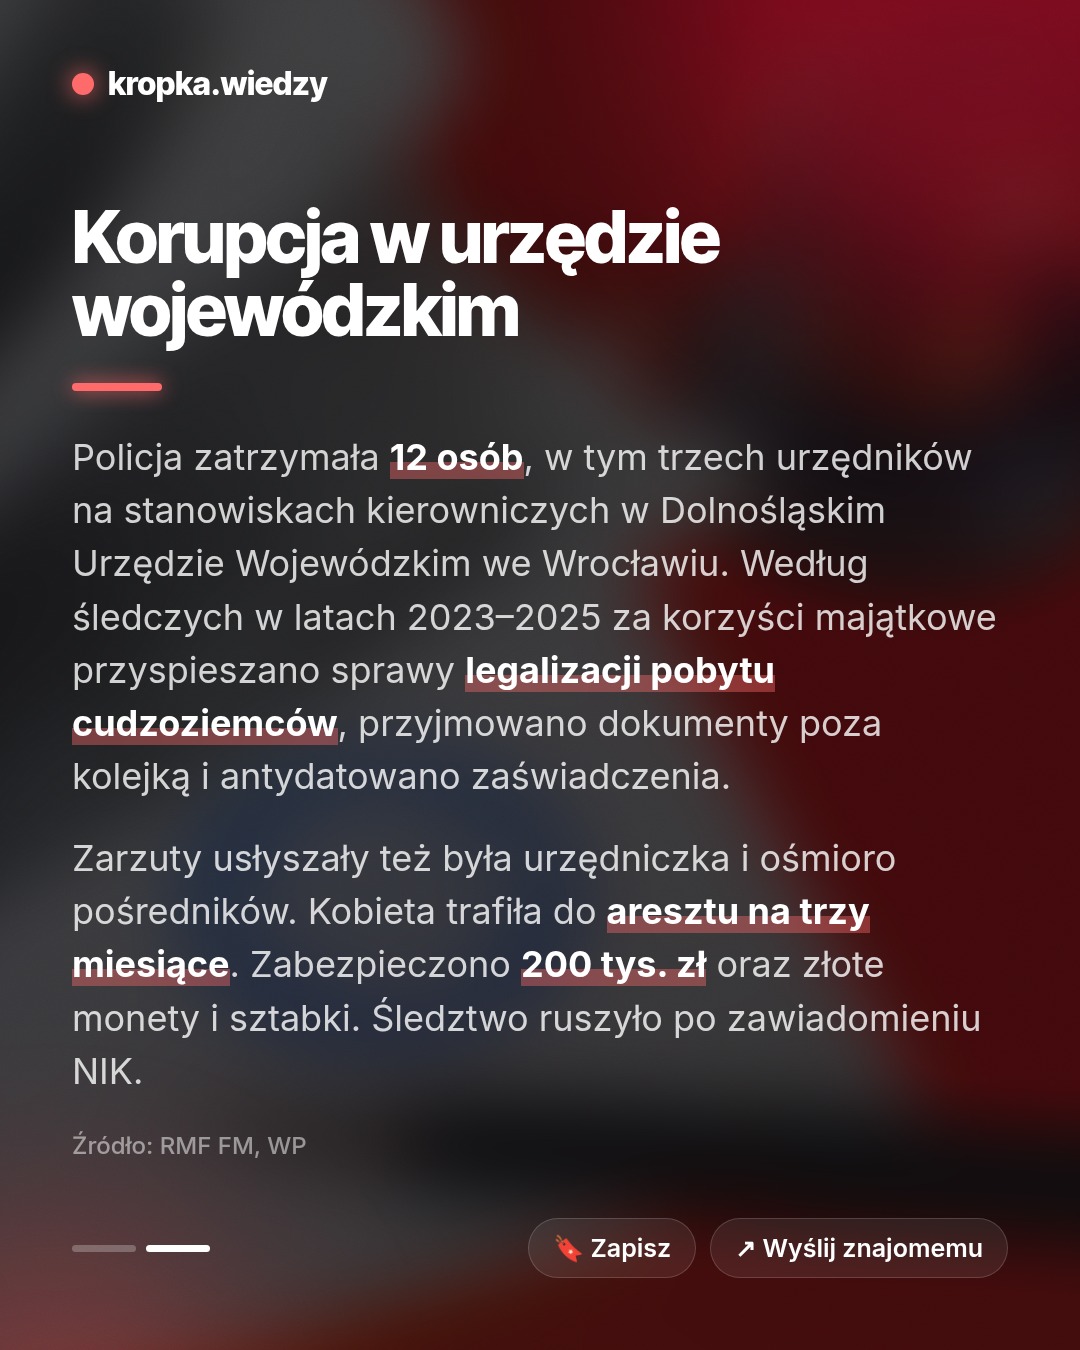 kropka.wiedzy
Korupcja w urzędzie
wojewódzkim
Policja zatrzymała 12 osób, w tym trzech urzędników
na stanowiskach kierowniczych w Dolnośląskim
Urzędzie Wojewódzkim we Wrocławiu. Według
śledczych w latach 2023–2025 za korzyści majątkowe
przyspieszano sprawy legalizacji pobytu
cudzoziemców, przyjmowano dokumenty poza
kolejką i antydatowano zaświadczenia.
Zarzuty usłyszały też była urzędniczka i ośmioro
pośredników. Kobieta trafiła do aresztu na trzy
miesiące. Zabezpieczono 200 tys. zł oraz złote
monety i sztabki. Śledztwo ruszyło po zawiadomieniu
NIK.
Źródło: RMF FM, WP
🔖 Zapisz
↗ Wyślij znajomemu